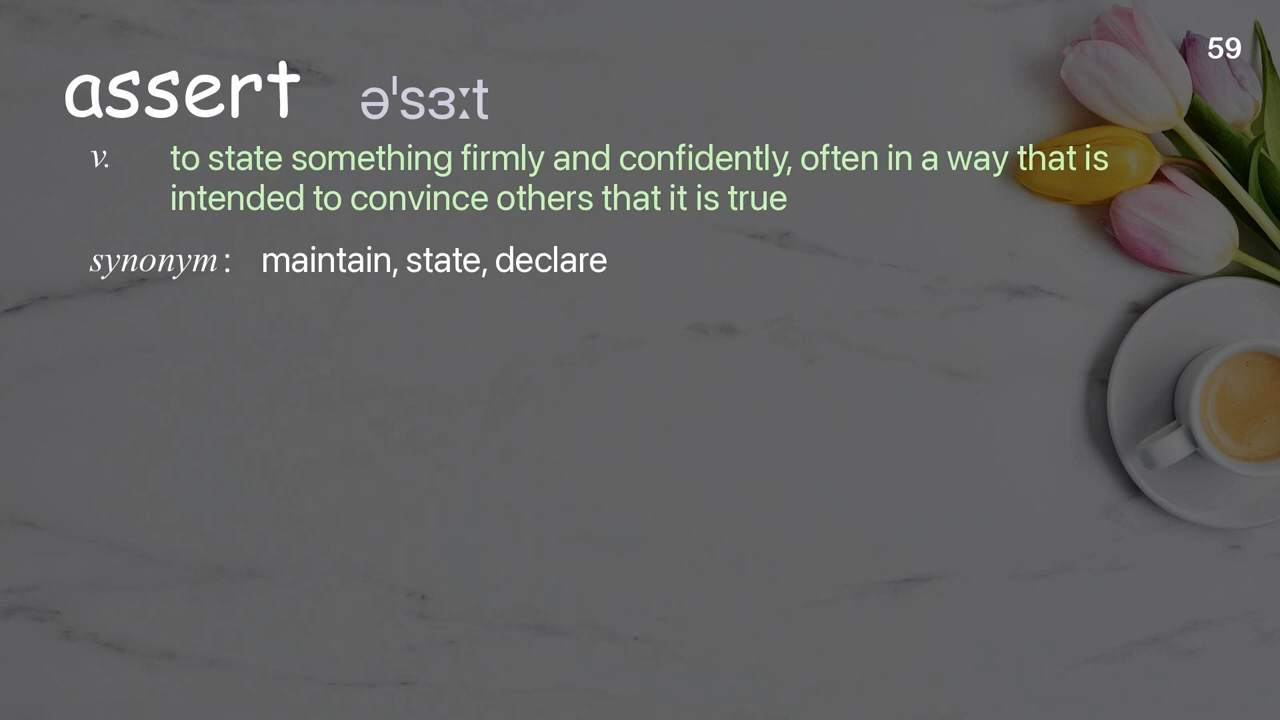 59
assert əˈsɜːt
v. to state something firmly and confidently, often in a way that is
intended to convince others that it is true
synonym : maintain, state, declare